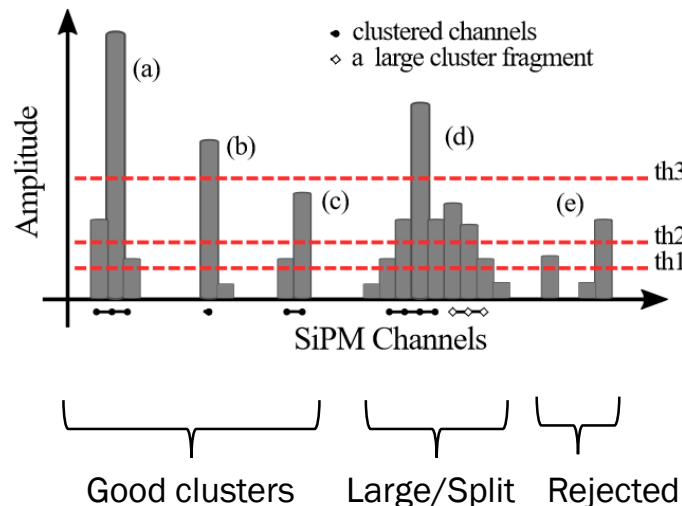 clustered channels
a large cluster fragment
(a)
(b)
(c)
(d)
(e)
th3
th2
th1
Amplitude
SiPM Channels
Good clusters
Large/Split
Rejected